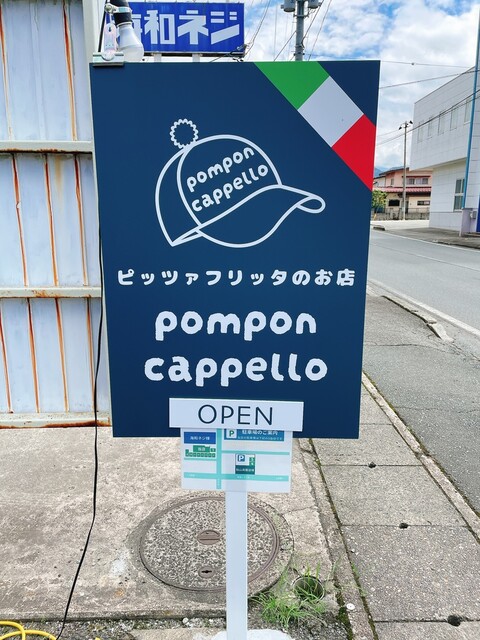 和ネジ
pompon
cappello
ピッツァフリッタのお店
pompon
cappello
OPEN
P 駐車場のご案内
P